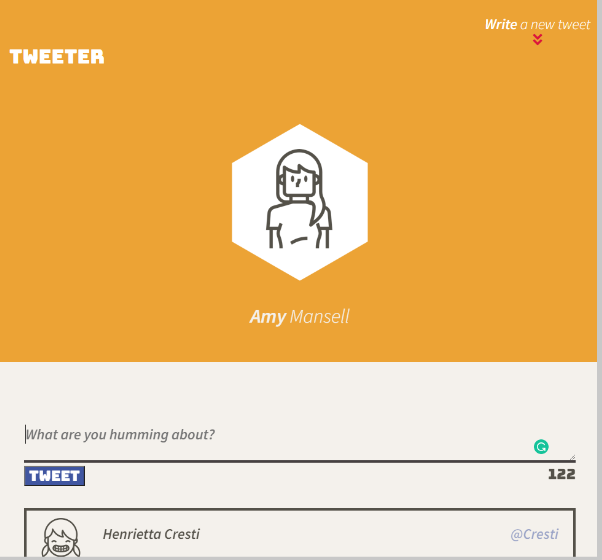 Write a new tweet
TWEETER
Amy Mansell
What are you humming about?
TWEET
122
Henrietta Cresti
@Cresti